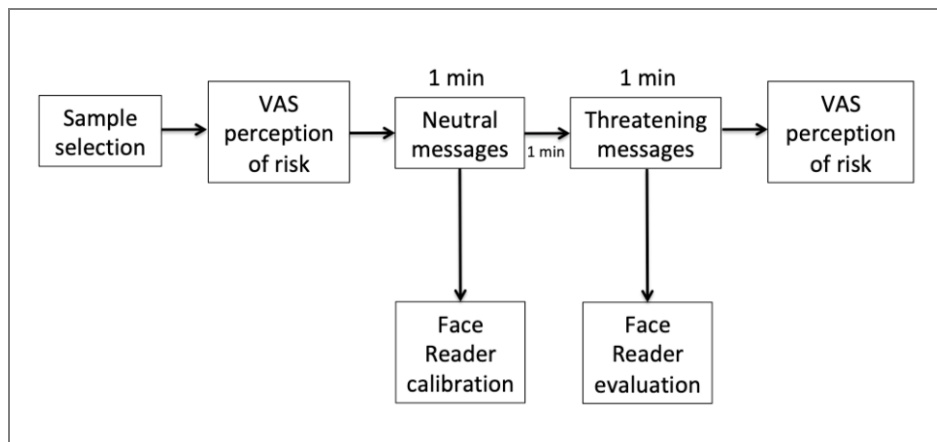 1 min
1 min
Sample
selection
VAS
perception
of risk
Neutral
messages
1 min
Threatening
messages
VAS
perception
of risk
Face
Reader
calibration
Face
Reader
evaluation